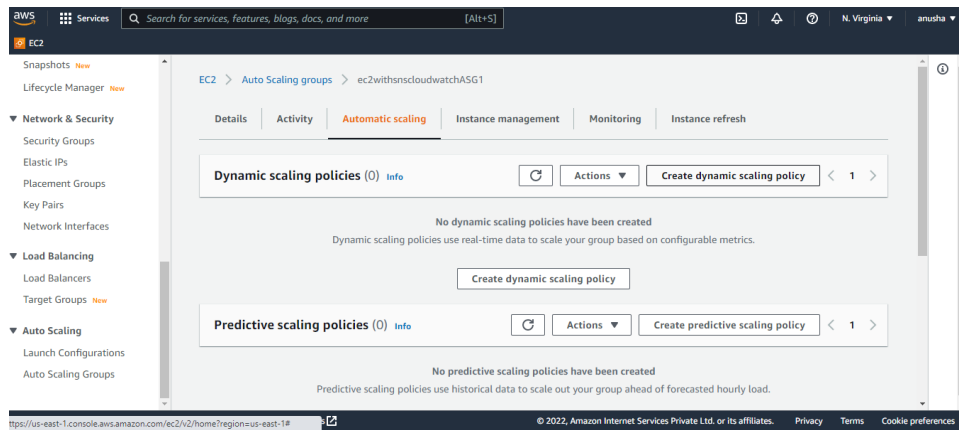 aws Services Search for services, features, blogs, docs, and more [Alt+S] N. Virginia ▼ anusha ▼
EC2
Snapshots New
Lifecycle Manager New
▼ Network & Security
Security Groups
Elastic IPs
Placement Groups
Key Pairs
Network Interfaces
▼ Load Balancing
Load Balancers
Target Groups New
▼ Auto Scaling
Launch Configurations
Auto Scaling Groups
EC2 > Auto Scaling groups > ec2withsnscloudwatchASG1
Details Activity Automatic scaling Instance management Monitoring Instance refresh
Dynamic scaling policies (0) Info Actions ▼ Create dynamic scaling policy < 1 >
No dynamic scaling policies have been created
Dynamic scaling policies use real-time data to scale your group based on configurable metrics.
Create dynamic scaling policy
Predictive scaling policies (0) Info Actions ▼ Create predictive scaling policy < 1 >
No predictive scaling policies have been created
Predictive scaling policies use historical data to scale out your group ahead of forecasted hourly load.
ttps://us-east-1.console.aws.amazon.com/ec2/v2/home?region=us-east-1# s © 2022, Amazon Internet Services Private Ltd. or its affiliates. Privacy Terms Cookie preferences